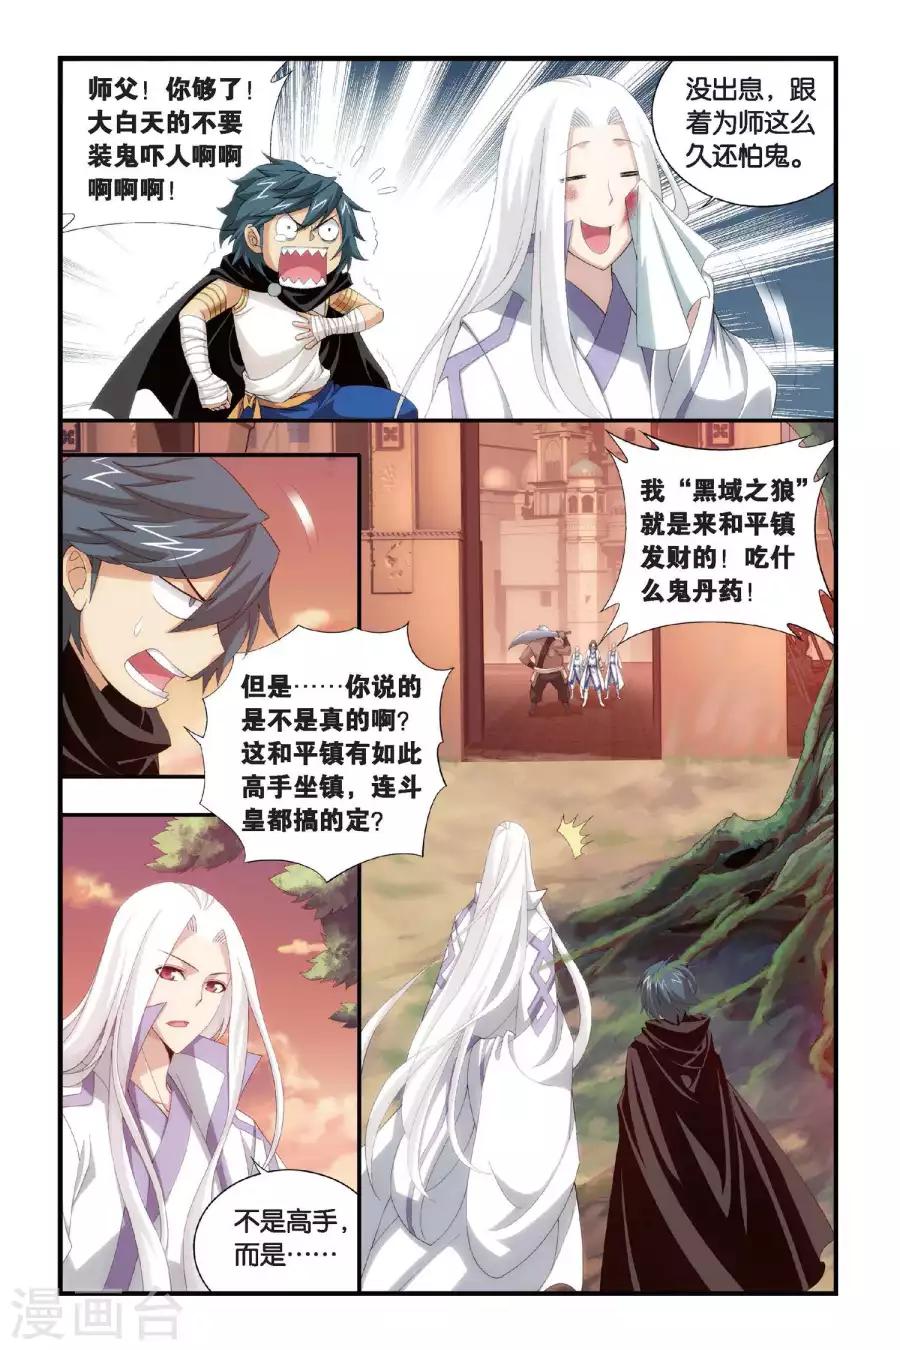 师父！你够了！
大白天的不要
装鬼吓人啊啊
啊啊啊！
没出息，跟
着为师这么
久还怕鬼。
我“黑域之狼”
就是来和平镇
发财的！吃什
么鬼丹药！
但是……你说的
是不是真的啊？
这和平镇有如此
高手坐镇，连斗
皇都搞的定？
不是高手，
而是……
漫画台